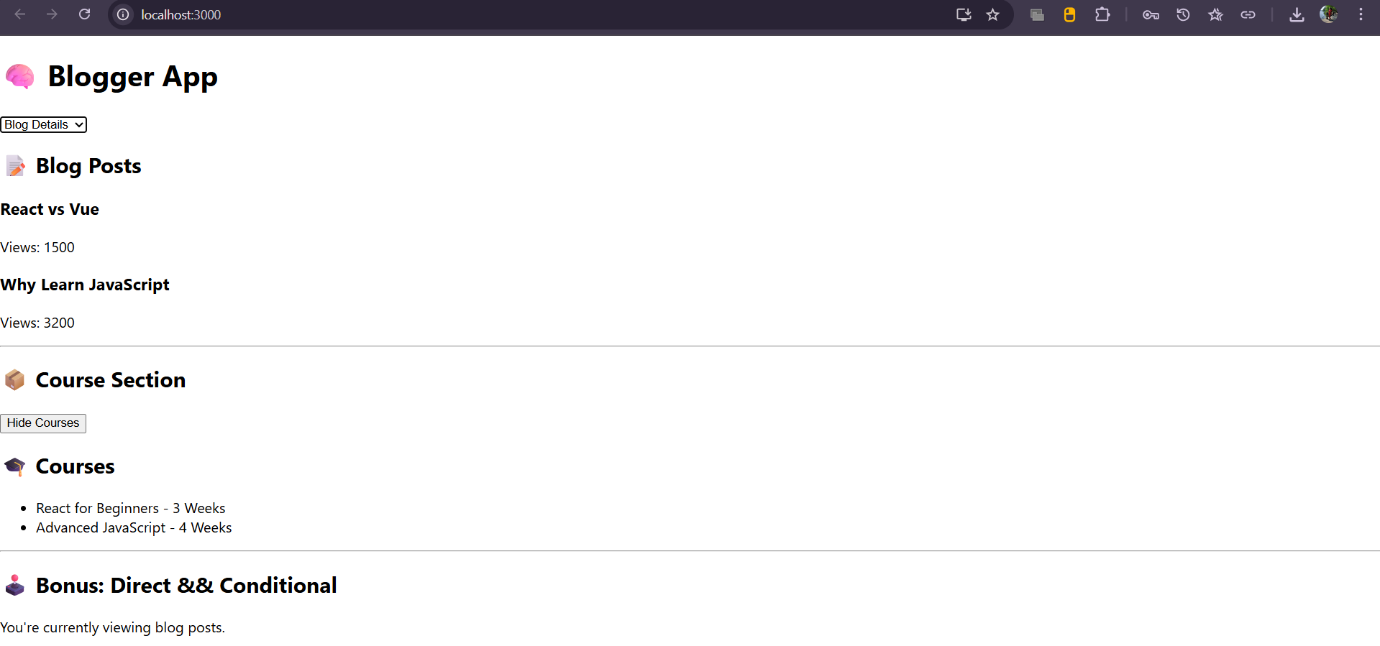 localhost:3000
🧠 Blogger App
Blog Details
📝 Blog Posts
React vs Vue
Views: 1500
Why Learn JavaScript
Views: 3200
📦 Course Section
Hide Courses
🎓 Courses
• React for Beginners - 3 Weeks
• Advanced JavaScript - 4 Weeks
🕹️ Bonus: Direct && Conditional
You're currently viewing blog posts.